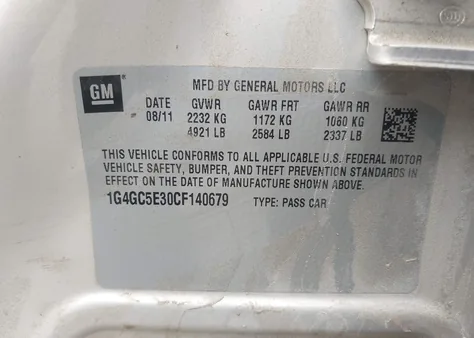 GM
MFD BY GENERAL MOTORS LLC
DATE GVWR GAWR FRT GAWR RR
08/11 2232 KG 1172 KG 1060 KG
4921 LB 2584 LB 2337 LB
THIS VEHICLE CONFORMS TO ALL APPLICABLE U.S. FEDERAL MOTOR
VEHICLE SAFETY, BUMPER, AND THEFT PREVENTION STANDARDS IN
EFFECT ON THE DATE OF MANUFACTURE SHOWN ABOVE.
1G4GC5E30CF140679 TYPE: PASS CAR